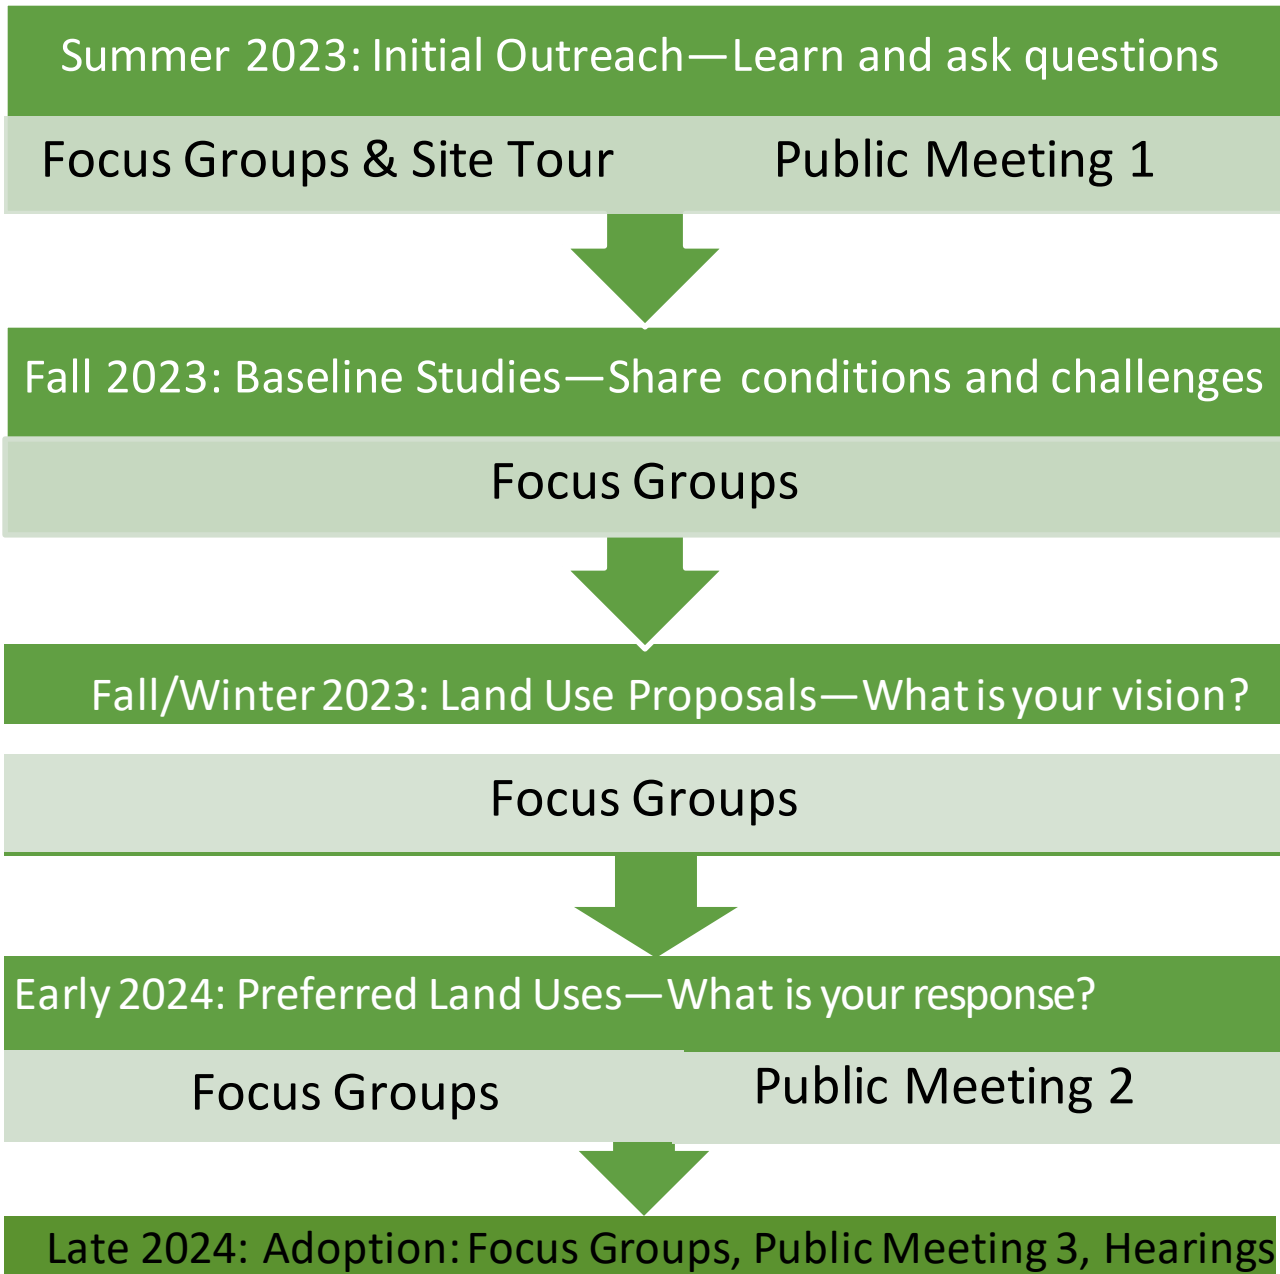 Summer 2023: Initial Outreach—Learn and ask questions
Focus Groups & Site Tour
Public Meeting 1
Fall 2023: Baseline Studies—Share conditions and challenges
Focus Groups
Fall/Winter 2023: Land Use Proposals—What is your vision?
Focus Groups
Early 2024: Preferred Land Uses—What is your response?
Focus Groups
Public Meeting 2
Late 2024: Adoption: Focus Groups, Public Meeting 3, Hearings